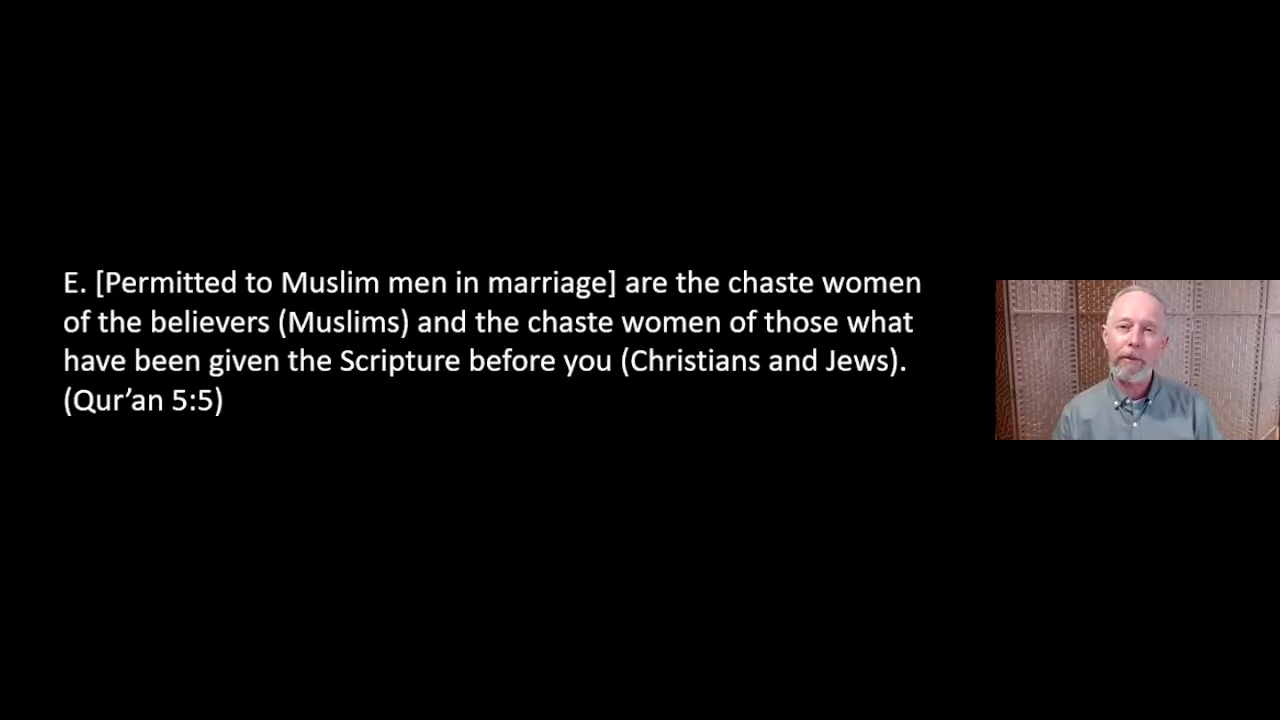 E. [Permitted to Muslim men in marriage] are the chaste women
of the believers (Muslims) and the chaste women of those what
have been given the Scripture before you (Christians and Jews).
(Qur’an 5:5)